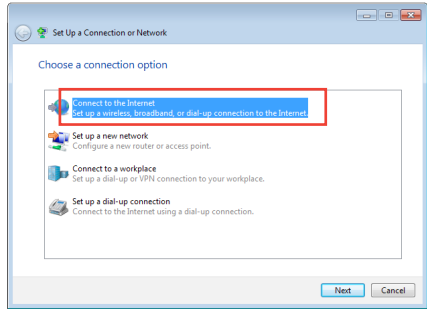 Set Up a Connection or Network
Choose a connection option
Connect to the Internet
Set up a wireless, broadband, or dial-up connection to the Internet.
Set up a new network
Configure a new router or access point.
Connect to a workplace
Set up a dial-up or VPN connection to your workplace.
Set up a dial-up connection
Connect to the Internet using a dial-up connection.
Next Cancel